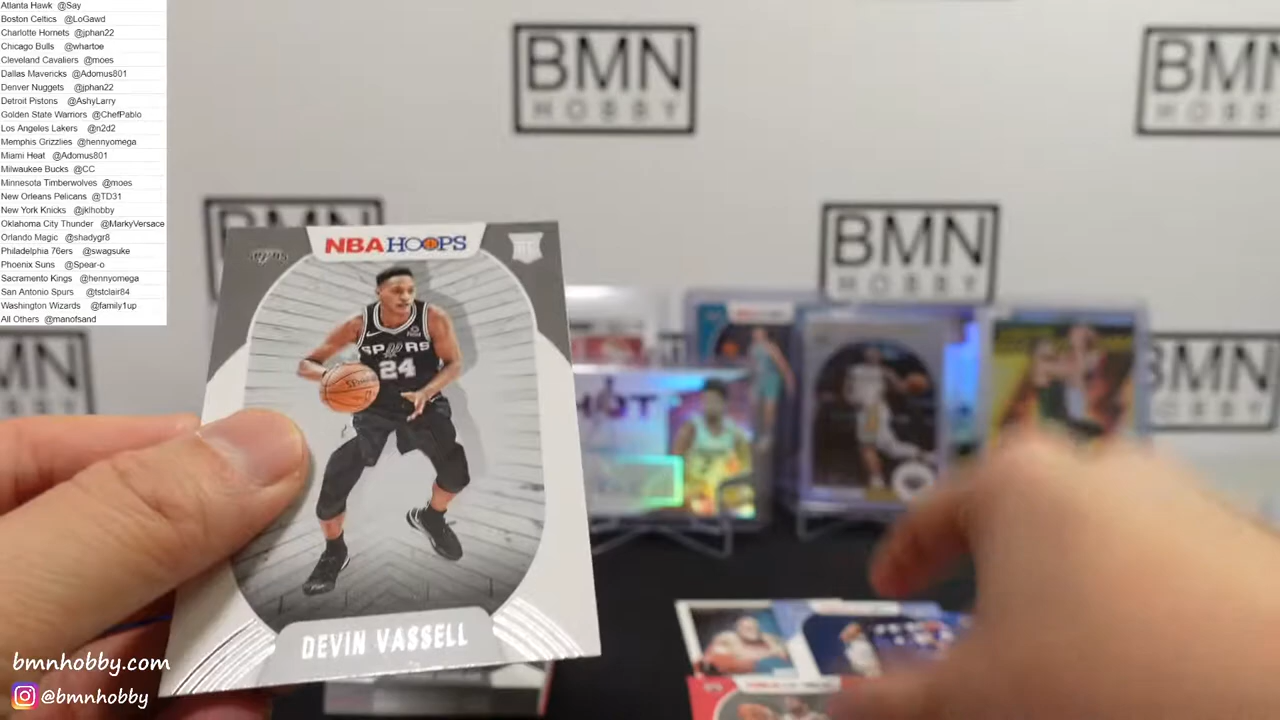 Atlanta Hawk @Say
Boston Celtics @LoGawd
Charlotte Hornets @jphan22
Chicago Bulls @whartoe
Cleveland Cavaliers @moes
Dallas Mavericks @Adomus801
Denver Nuggets @jphan22
Detroit Pistons @AshyLarry
Golden State Warriors @ChefPablo
Los Angeles Lakers @n2d2
Memphis Grizzlies @hennyomega
Miami Heat @Adomus801
Milwaukee Bucks @CC
Minnesota Timberwolves @moes
New Orleans Pelicans @TD31
New York Knicks @jklhobby
Oklahoma City Thunder @MarkyVersace
Orlando Magic @shadygr8
Philadelphia 76ers @swagsuke
Phoenix Suns @Spear-o
Sacramento Kings @hennyomega
San Antonio Spurs @tstclair84
Washington Wizards @family1up
All Others @manofsand
BMN
HOBBY
BMN
HOBBY
BMN
BMN
HOBBY
BMN
BMN
NBA HOOPS
SPURS
24
DEVIN VASSELL
HOT
bmnhobby.com
@bmnhobby